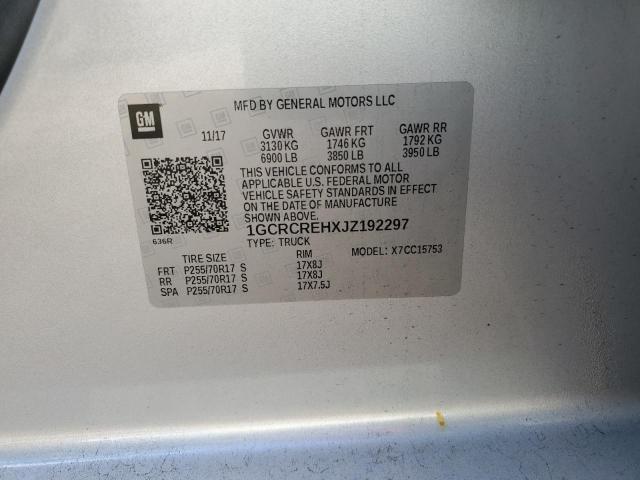 GM
MFD BY GENERAL MOTORS LLC
11/17 GVWR GAWR FRT GAWR RR
3130 KG 1746 KG 1792 KG
6900 LB 3850 LB 3950 LB
THIS VEHICLE CONFORMS TO ALL
APPLICABLE U.S. FEDERAL MOTOR
VEHICLE SAFETY STANDARDS IN EFFECT
ON THE DATE OF MANUFACTURE
SHOWN ABOVE.
636R
1GCRCREHXJZ192297
TYPE: TRUCK MODEL: X7CC15753
TIRE SIZE RIM
FRT P255/70R17 S 17X8J
RR P255/70R17 S 17X8J
SPA P255/70R17 S 17X7.5J